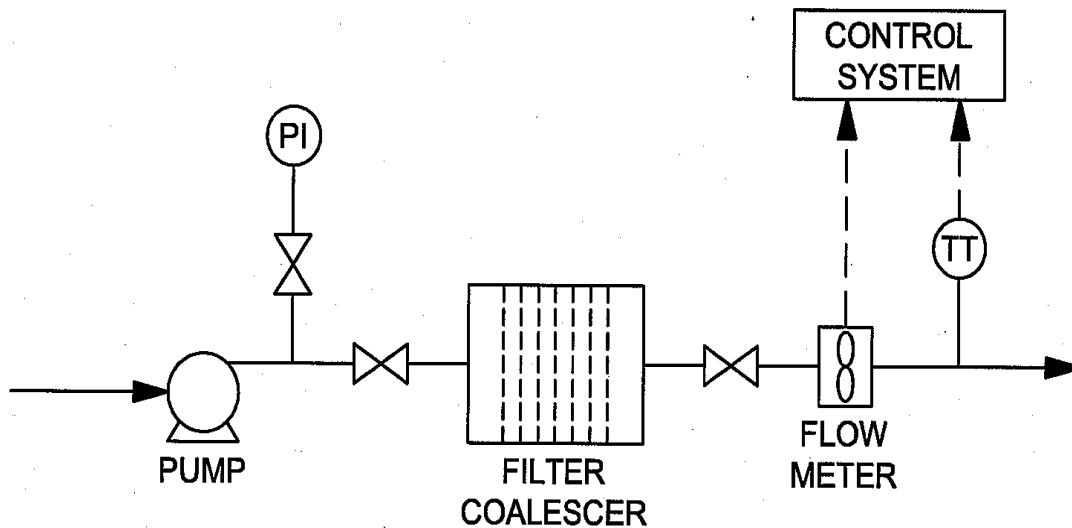 CONTROL
SYSTEM
PI
TT
PUMP
FILTER
COALESCER
FLOW
METER